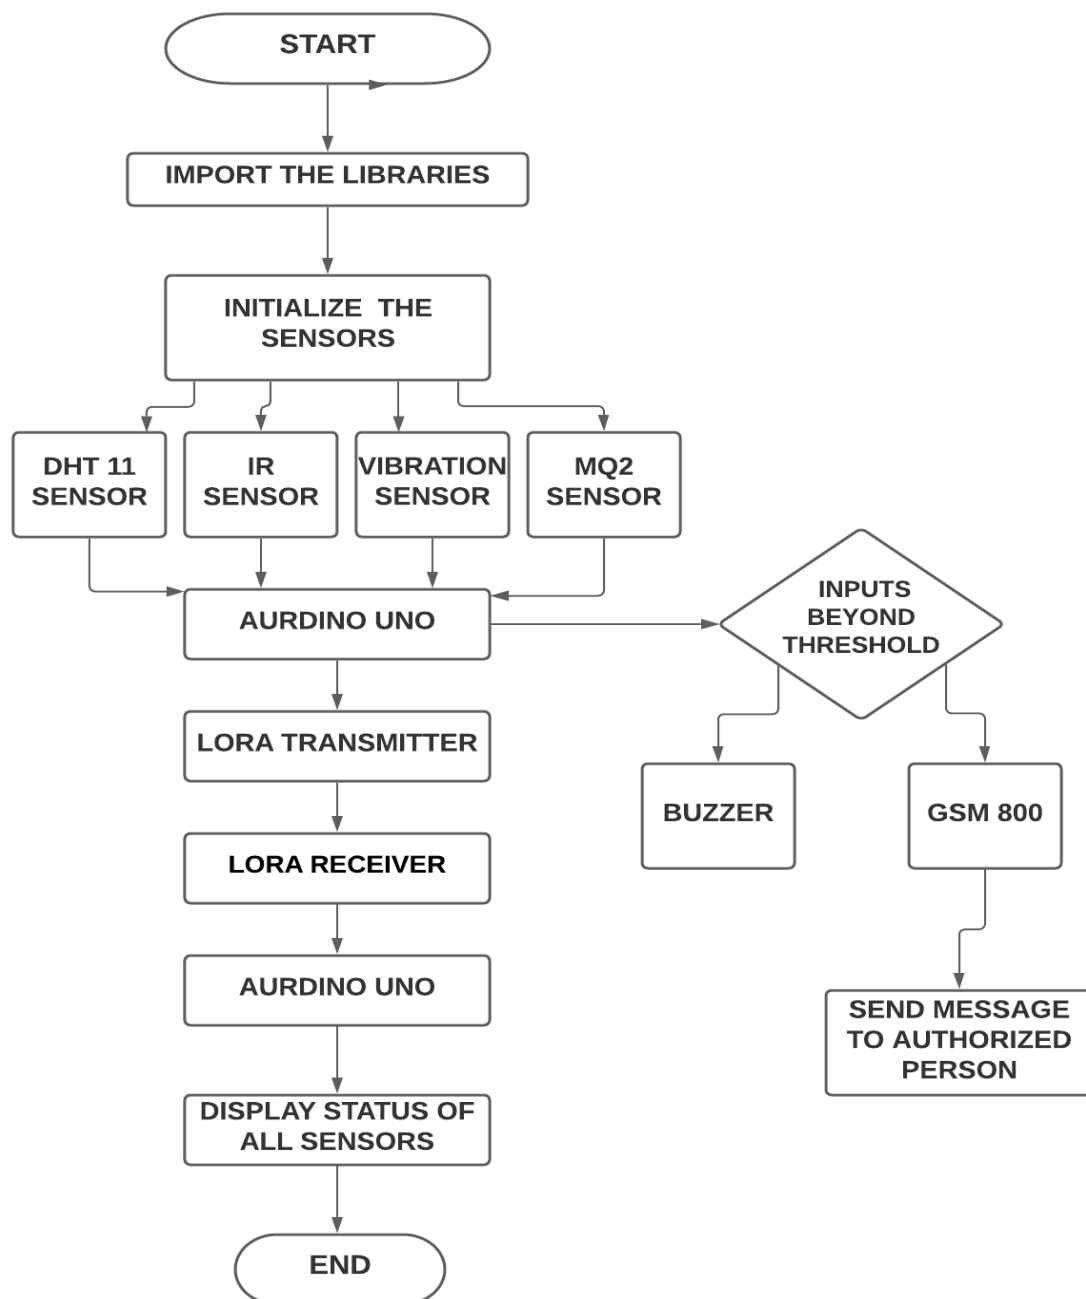 START
IMPORT THE LIBRARIES
INITIALIZE THE
SENSORS
DHT 11
SENSOR
IR
SENSOR
VIBRATION
SENSOR
MQ2
SENSOR
AURDINO UNO
INPUTS
BEYOND
THRESHOLD
LORA TRANSMITTER
BUZZER
GSM 800
LORA RECEIVER
AURDINO UNO
SEND MESSAGE
TO AUTHORIZED
PERSON
DISPLAY STATUS OF
ALL SENSORS
END